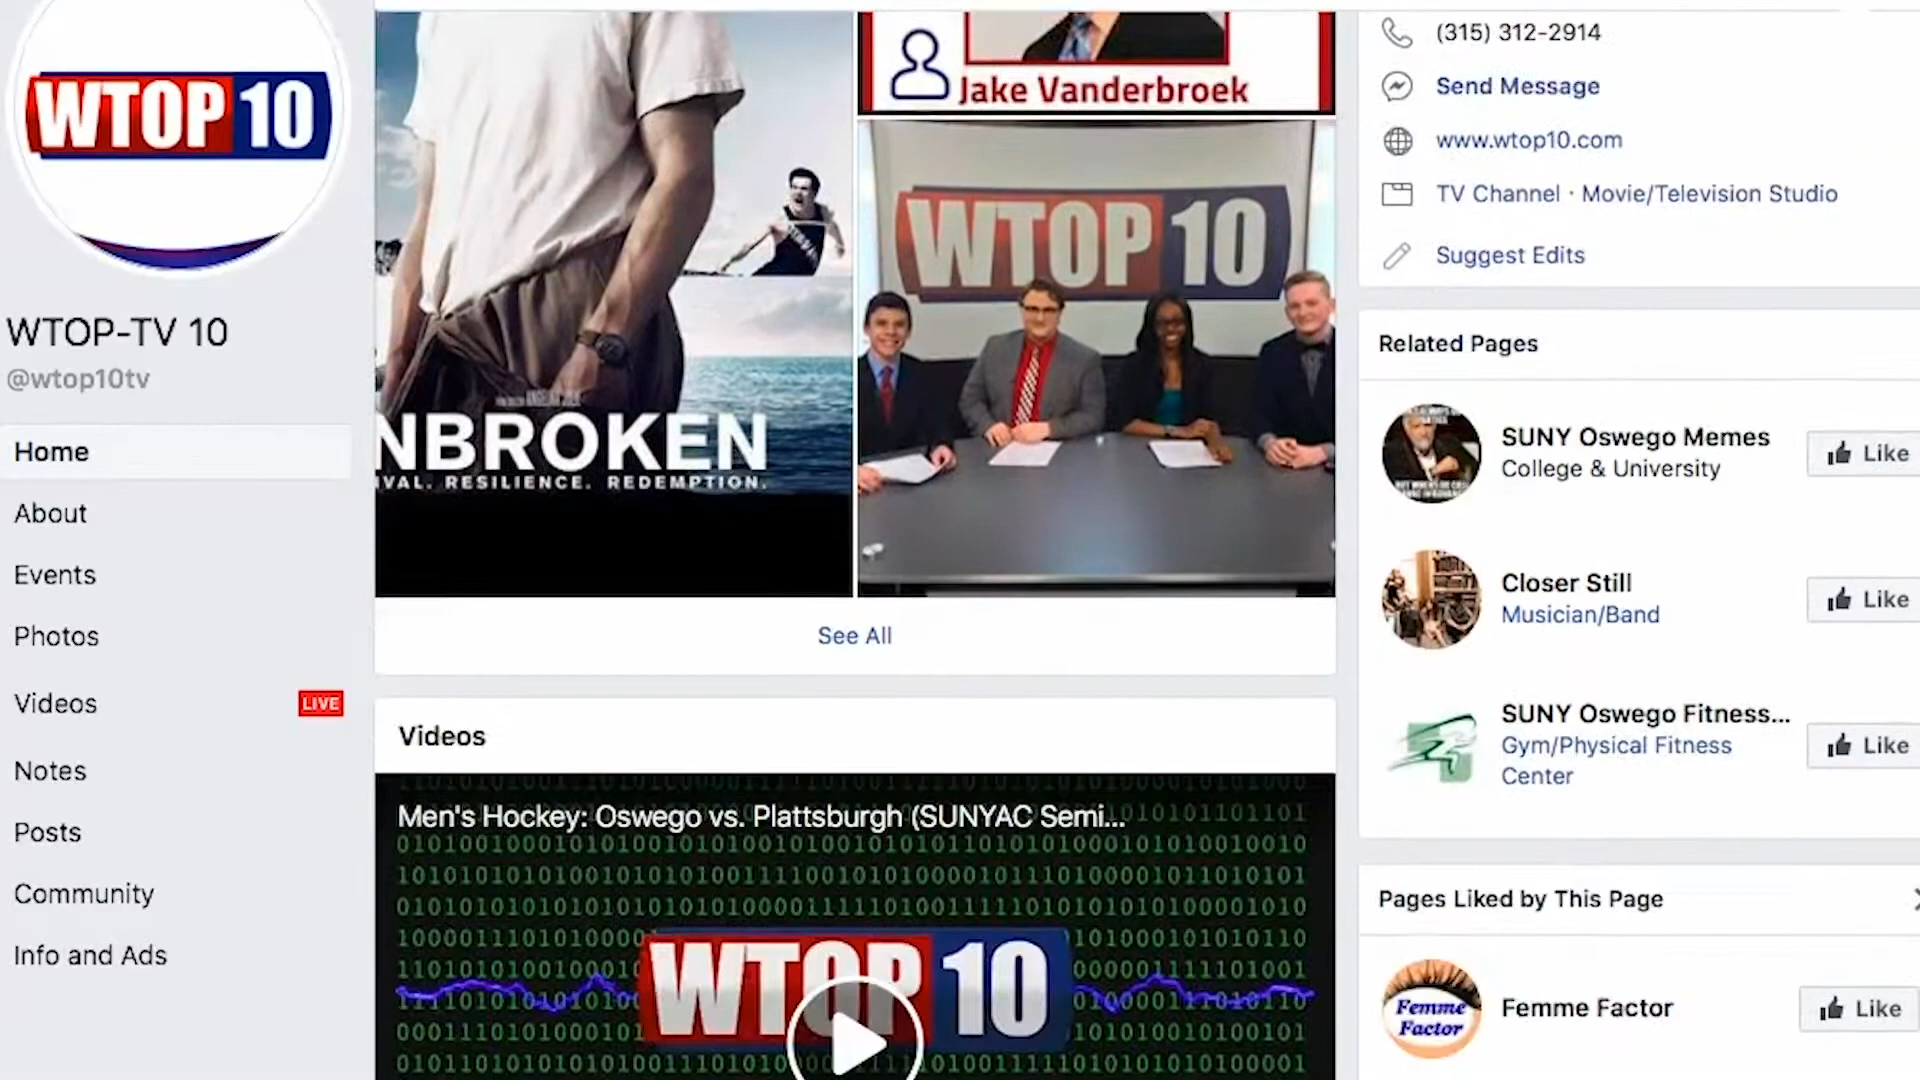 WTOP 10
WTOP-TV 10
@wtop10tv
Home
About
Events
Photos
Videos
LIVE
Notes
Posts
Community
Info and Ads
NBROKEN
IVAL. RESILIENCE. REDEMPTION.
Jake Vanderbroek
WTOP 10
See All
Videos
Men's Hockey: Oswego vs. Plattsburgh (SUNYAC Semi...
WTOP 10
(315) 312-2914
Send Message
www.wtop10.com
TV Channel · Movie/Television Studio
Suggest Edits
Related Pages
SUNY Oswego Memes
College & University
Like
Closer Still
Musician/Band
Like
SUNY Oswego Fitness...
Gym/Physical Fitness
Center
Like
Pages Liked by This Page
Femme
Factor
Femme Factor
Like